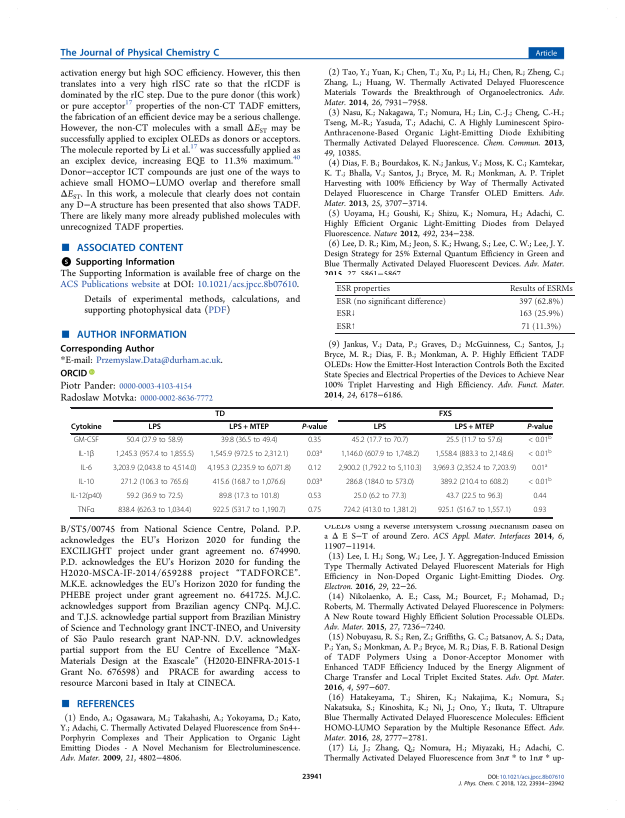 The Journal of Physical Chemistry C
Article
activation energy but high SOC efficiency. However, this then
translates into a very high rISC rate so that the rICDF is
dominated by the rIC step. Due to the pure donor (this work)
or pure acceptor17 properties of the non-CT TADF emitters,
the fabrication of an efficient device may be a serious challenge.
However, the non-CT molecules with a small ΔEST may be
successfully applied to exciplex OLEDs as donors or acceptors.
The molecule reported by Li et al.17 was successfully applied as
an exciplex device, increasing EQE to 11.3% maximum.40
Donor−acceptor ICT compounds are just one of the ways to
achieve small HOMO−LUMO overlap and therefore small
ΔEST. In this work, a molecule that clearly does not contain
any D−A structure has been presented that also shows TADF.
There are likely many more already published molecules with
unrecognized TADF properties.
■ ASSOCIATED CONTENT
S Supporting Information
The Supporting Information is available free of charge on the
ACS Publications website at DOI: 10.1021/acs.jpcc.8b07610.
Details of experimental methods, calculations, and
supporting photophysical data (PDF)
■ AUTHOR INFORMATION
Corresponding Author
*E-mail: Przemyslaw.Data@durham.ac.uk.
ORCID
Piotr Pander: 0000-0003-4103-4154
Radoslaw Motyka: 0000-0002-8636-7772
(2) Tao, Y.; Yuan, K.; Chen, T.; Xu, P.; Li, H.; Chen, R.; Zheng, C.;
Zhang, L.; Huang, W. Thermally Activated Delayed Fluorescence
Materials Towards the Breakthrough of Organoelectronics. Adv.
Mater. 2014, 26, 7931−7958.
(3) Nasu, K.; Nakagawa, T.; Nomura, H.; Lin, C.-J.; Cheng, C.-H.;
Tseng, M.-R.; Yasuda, T.; Adachi, C. A Highly Luminescent Spiro-
Anthracenone-Based Organic Light-Emitting Diode Exhibiting
Thermally Activated Delayed Fluorescence. Chem. Commun. 2013,
49, 10385.
(4) Dias, F. B.; Bourdakos, K. N.; Jankus, V.; Moss, K. C.; Kamtekar,
K. T.; Bhalla, V.; Santos, J.; Bryce, M. R.; Monkman, A. P. Triplet
Harvesting with 100% Efficiency by Way of Thermally Activated
Delayed Fluorescence in Charge Transfer OLED Emitters. Adv.
Mater. 2013, 25, 3707−3714.
(5) Uoyama, H.; Goushi, K.; Shizu, K.; Nomura, H.; Adachi, C.
Highly Efficient Organic Light-Emitting Diodes from Delayed
Fluorescence. Nature 2012, 492, 234−238.
(6) Lee, D. R.; Kim, M.; Jeon, S. K.; Hwang, S.; Lee, C. W.; Lee, J. Y.
Design Strategy for 25% External Quantum Efficiency in Green and
Blue Thermally Activated Delayed Fluorescent Devices. Adv. Mater.
2015, 27, 5861−5867.
ESR properties Results of ESRMs
ESR (no significant difference) 397 (62.8%)
ESR↓ 163 (25.9%)
ESR↑ 71 (11.3%)
(9) Jankus, V.; Data, P.; Graves, D.; McGuinness, C.; Santos, J.;
Bryce, M. R.; Dias, F. B.; Monkman, A. P. Highly Efficient TADF
OLEDs: How the Emitter-Host Interaction Controls Both the Excited
State Species and Electrical Properties of the Devices to Achieve Near
100% Triplet Harvesting and High Efficiency. Adv. Funct. Mater.
2014, 24, 6178−6186.
TD FXS
Cytokine LPS LPS + MTEP P-value LPS LPS + MTEP P-value
GM-CSF 50.4 (27.9 to 58.9) 39.8 (36.5 to 49.4) 0.35 45.2 (17.7 to 70.7) 25.5 (11.7 to 57.6) < 0.01b
IL-1β 1,245.3 (957.4 to 1,855.5) 1,545.9 (972.5 to 2,312.1) 0.03a 1,146.0 (607.9 to 1,748.2) 1,558.4 (883.3 to 2,148.6) < 0.01b
IL-6 3,203.9 (2,043.8 to 4,514.0) 4,195.3 (2,235.9 to 6,071.8) 0.12 2,900.2 (1,792.2 to 5,110.3) 3,969.3 (2,352.4 to 7,203.9) 0.01a
IL-10 271.2 (106.3 to 765.6) 415.6 (168.7 to 1,076.6) 0.03a 286.8 (184.0 to 573.0) 389.2 (210.4 to 608.2) < 0.01b
IL-12(p40) 59.2 (36.9 to 72.5) 89.8 (17.3 to 101.8) 0.53 25.0 (6.2 to 77.3) 43.7 (22.5 to 96.3) 0.44
TNFα 838.4 (626.3 to 1,034.4) 922.5 (531.7 to 1,190.7) 0.75 724.2 (413.0 to 1,381.2) 925.1 (516.7 to 1,557.1) 0.93
B/ST5/00745 from National Science Centre, Poland. P.P.
acknowledges the EU's Horizon 2020 for funding the
EXCILIGHT project under grant agreement no. 674990.
P.D. acknowledges the EU's Horizon 2020 for funding the
H2020-MSCA-IF-2014/659288 project "TADFORCE".
M.K.E. acknowledges the EU's Horizon 2020 for funding the
PHEBE project under grant agreement no. 641725. M.J.C.
acknowledges support from Brazilian agency CNPq. M.J.C.
and T.J.S. acknowledge partial support from Brazilian Ministry
of Science and Technology grant INCT-INEO, and University
of São Paulo research grant NAP-NN. D.V. acknowledges
partial support from the EU Centre of Excellence "MaX-
Materials Design at the Exascale" (H2020-EINFRA-2015-1
Grant No. 676598) and PRACE for awarding access to
resource Marconi based in Italy at CINECA.
■ REFERENCES
(1) Endo, A.; Ogasawara, M.; Takahashi, A.; Yokoyama, D.; Kato,
Y.; Adachi, C. Thermally Activated Delayed Fluorescence from Sn4+-
Porphyrin Complexes and Their Application to Organic Light
Emitting Diodes - A Novel Mechanism for Electroluminescence.
Adv. Mater. 2009, 21, 4802−4806.
OLEDs Using a Reverse Intersystem Crossing Mechanism Based on
a Δ E S−T of around Zero. ACS Appl. Mater. Interfaces 2014, 6,
11907−11914.
(13) Lee, I. H.; Song, W.; Lee, J. Y. Aggregation-Induced Emission
Type Thermally Activated Delayed Fluorescent Materials for High
Efficiency in Non-Doped Organic Light-Emitting Diodes. Org.
Electron. 2016, 29, 22−26.
(14) Nikolaenko, A. E.; Cass, M.; Bourcet, F.; Mohamad, D.;
Roberts, M. Thermally Activated Delayed Fluorescence in Polymers:
A New Route toward Highly Efficient Solution Processable OLEDs.
Adv. Mater. 2015, 27, 7236−7240.
(15) Nobuyasu, R. S.; Ren, Z.; Griffiths, G. C.; Batsanov, A. S.; Data,
P.; Yan, S.; Monkman, A. P.; Bryce, M. R.; Dias, F. B. Rational Design
of TADF Polymers Using a Donor-Acceptor Monomer with
Enhanced TADF Efficiency Induced by the Energy Alignment of
Charge Transfer and Local Triplet Excited States. Adv. Opt. Mater.
2016, 4, 597−607.
(16) Hatakeyama, T.; Shiren, K.; Nakajima, K.; Nomura, S.;
Nakatsuka, S.; Kinoshita, K.; Ni, J.; Ono, Y.; Ikuta, T. Ultrapure
Blue Thermally Activated Delayed Fluorescence Molecules: Efficient
HOMO-LUMO Separation by the Multiple Resonance Effect. Adv.
Mater. 2016, 28, 2777−2781.
(17) Li, J.; Zhang, Q.; Nomura, H.; Miyazaki, H.; Adachi, C.
Thermally Activated Delayed Fluorescence from 3nπ * to 1nπ * up-
23941
DOI: 10.1021/acs.jpcc.8b07610
J. Phys. Chem. C 2018, 122, 23934−23942